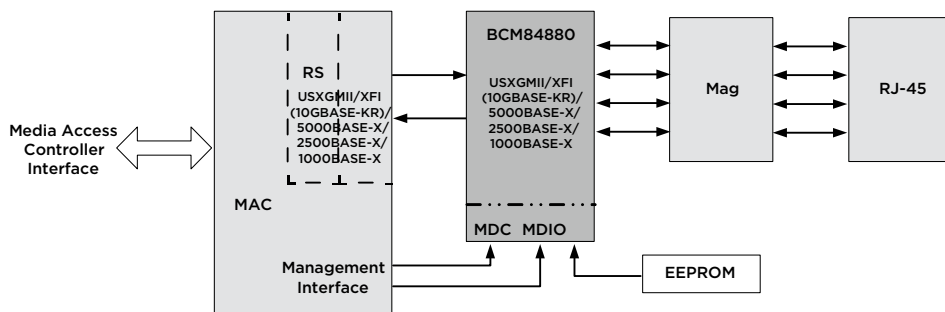 Media Access
Controller
Interface
RS
USXGMII/XFI
(10GBASE-KR)/
5000BASE-X/
2500BASE-X/
1000BASE-X
MAC
Management
Interface
BCM84880
USXGMII/XFI
(10GBASE-KR)/
5000BASE-X/
2500BASE-X/
1000BASE-X
MDC MDIO
EEPROM
Mag
RJ-45